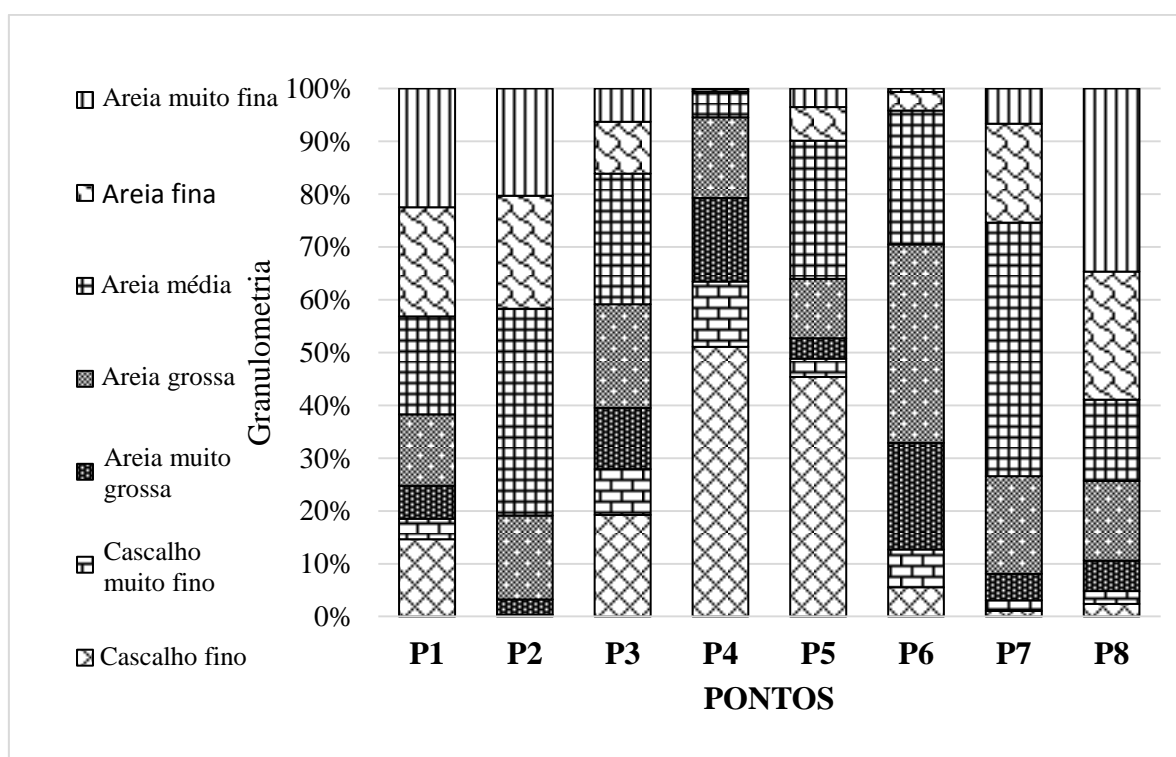 Areia muito fina
Areia fina
Areia média
Areia grossa
Areia muito
grossa
Cascalho
muito fino
Cascalho fino
Granulometria
100%
90%
80%
70%
60%
50%
40%
30%
20%
10%
0%
P1 P2 P3 P4 P5 P6 P7 P8
PONTOS